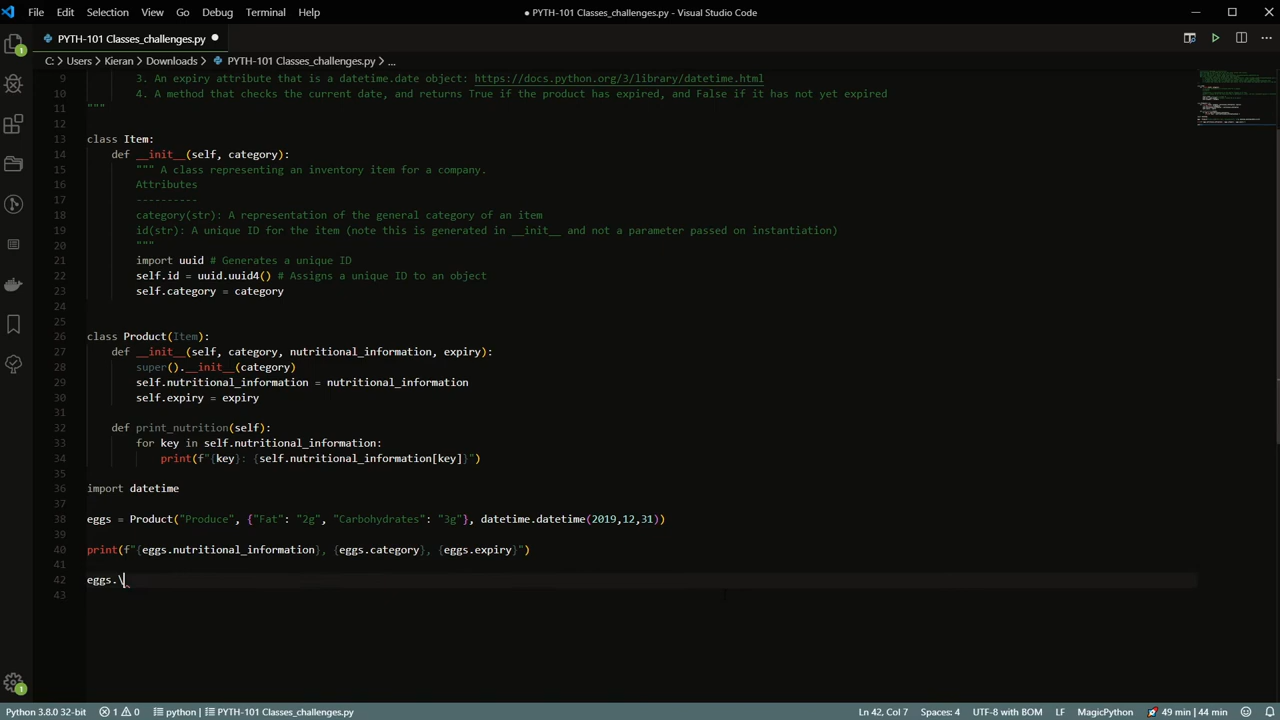 File Edit Selection View Go Debug Terminal Help
● PYTH-101 Classes_challenges.py - Visual Studio Code
PYTH-101 Classes_challenges.py ●
C: > Users > Kieran > Downloads > PYTH-101 Classes_challenges.py > ...
9 3. An expiry attribute that is a datetime.date object: https://docs.python.org/3/library/datetime.html
10 4. A method that checks the current date, and returns True if the product has expired, and False if it has not yet expired
11 """
12
13 class Item:
14 def __init__(self, category):
15 """ A class representing an inventory item for a company.
16 Attributes
17 ----------
18 category(str): A representation of the general category of an item
19 id(str): A unique ID for the item (note this is generated in __init__ and not a parameter passed on instantiation)
20 """
21 import uuid # Generates a unique ID
22 self.id = uuid.uuid4() # Assigns a unique ID to an object
23 self.category = category
24
25
26 class Product(Item):
27 def __init__(self, category, nutritional_information, expiry):
28 super().__init__(category)
29 self.nutritional_information = nutritional_information
30 self.expiry = expiry
31
32 def print_nutrition(self):
33 for key in self.nutritional_information:
34 print(f"{key}: {self.nutritional_information[key]}")
35
36 import datetime
37
38 eggs = Product("Produce", {"Fat": "2g", "Carbohydrates": "3g"}, datetime.datetime(2019,12,31))
39
40 print(f"{eggs.nutritional_information}, {eggs.category}, {eggs.expiry}")
41
42 eggs.\
43
1
1
Python 3.8.0 32-bit 1 0 python | PYTH-101 Classes_challenges.py Ln 42, Col 7 Spaces: 4 UTF-8 with BOM LF MagicPython 49 min | 44 min